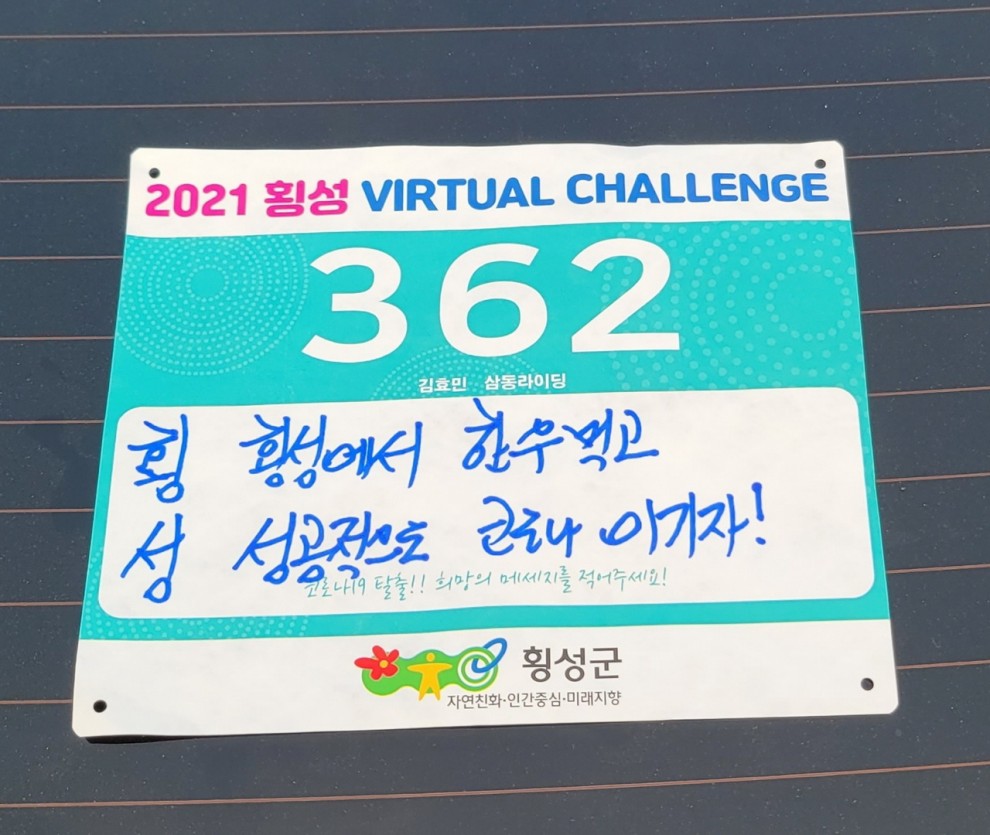 2021 횡성 VIRTUAL CHALLENGE
362
김효민 삼동라이딩
횡 횡성에서 한우먹고
성 성공적으로 코로나 이기자!
코로나19 탈출!! 희망의 메세지를 적어주세요!
횡성군
자연친화·인간중심·미래지향